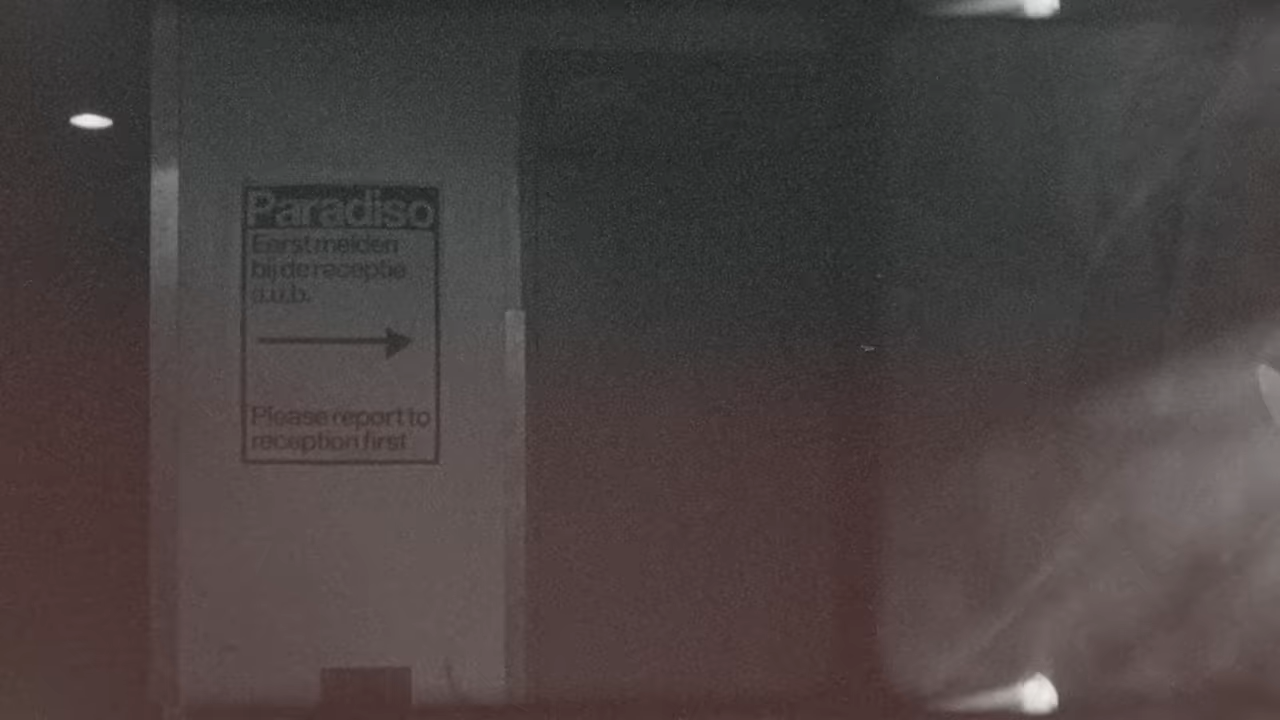 Paradiso
Eerst melden
bij de receptie
a.u.b.
Please report to
reception first